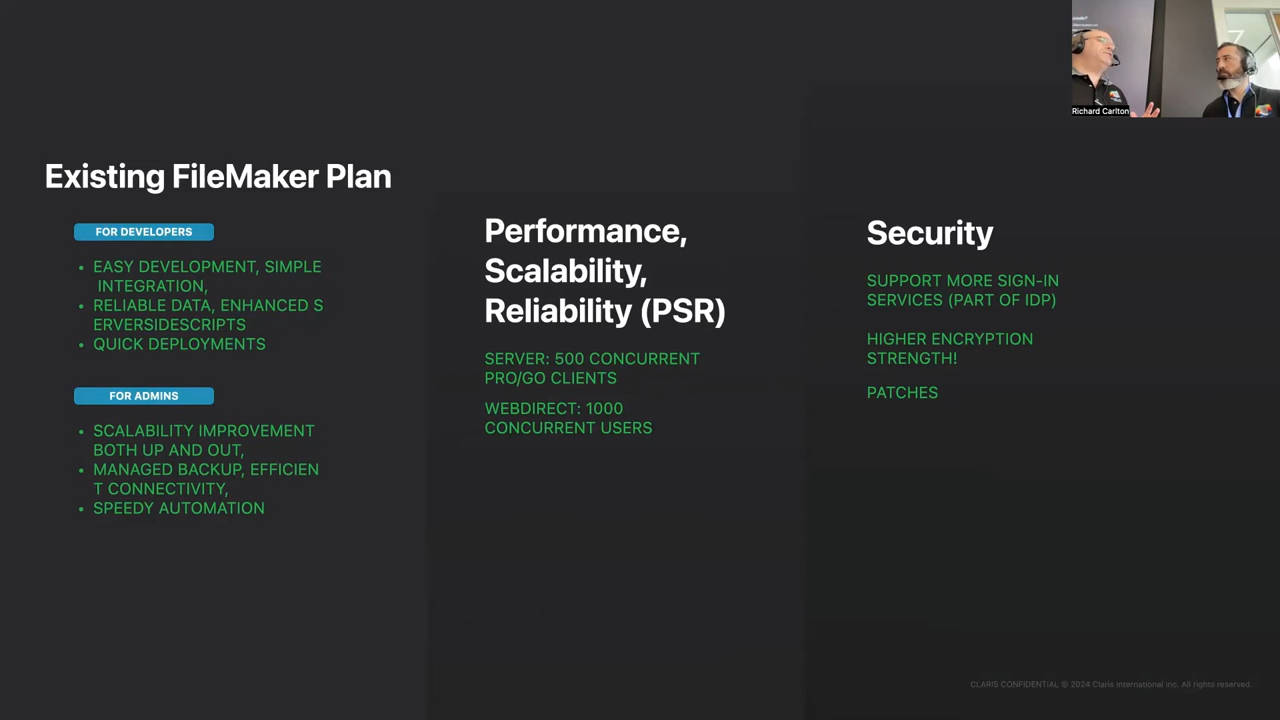 Existing FileMaker Plan
FOR DEVELOPERS
• EASY DEVELOPMENT, SIMPLE
INTEGRATION,
• RELIABLE DATA, ENHANCED S
ERVERSIDESCRIPTS
• QUICK DEPLOYMENTS
FOR ADMINS
• SCALABILITY IMPROVEMENT
BOTH UP AND OUT,
• MANAGED BACKUP, EFFICIEN
T CONNECTIVITY,
• SPEEDY AUTOMATION
Performance,
Scalability,
Reliability (PSR)
SERVER: 500 CONCURRENT
PRO/GO CLIENTS
WEBDIRECT: 1000
CONCURRENT USERS
Security
SUPPORT MORE SIGN-IN
SERVICES (PART OF IDP)
HIGHER ENCRYPTION
STRENGTH!
PATCHES
Richard Carlton
CLARIS CONFIDENTIAL © 2024 Claris International Inc. All rights reserved.